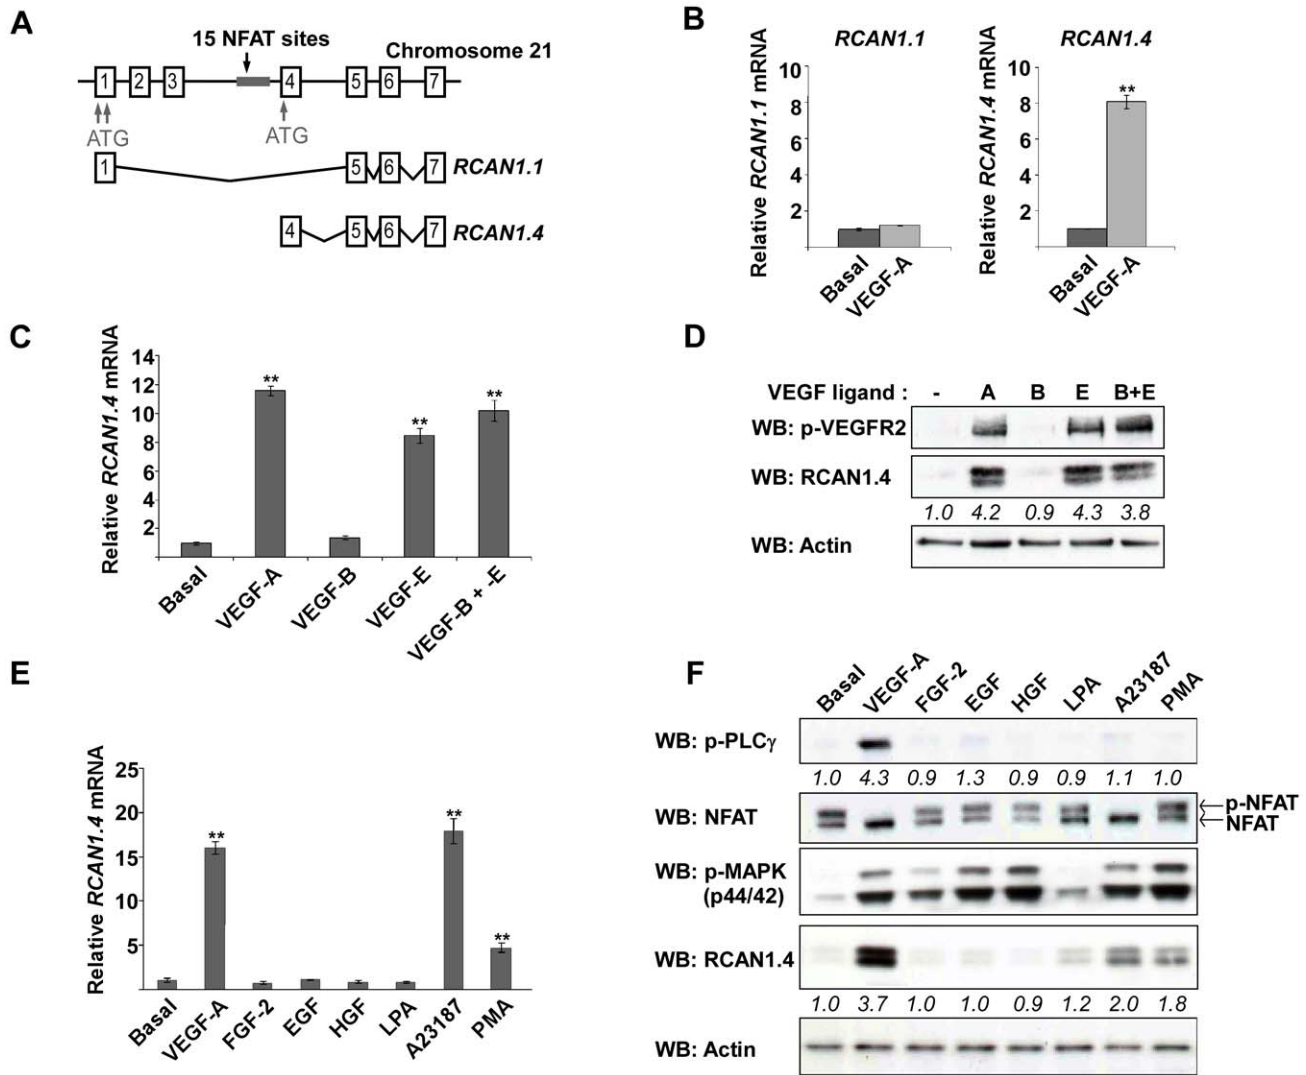 A
15 NFAT sites
Chromosome 21
1 2 3 4 5 6 7
ATG ATG
1 5 6 7 RCAN1.1
4 5 6 7 RCAN1.4
B
RCAN1.1
Relative RCAN1.1 mRNA
10
8
6
4
2
Basal
VEGF-A
RCAN1.4
Relative RCAN1.4 mRNA
10
8
6
4
2
**
Basal
VEGF-A
C
Relative RCAN1.4 mRNA
14
12
10
8
6
4
2
** ** **
Basal
VEGF-A
VEGF-B
VEGF-E
VEGF-B + -E
D
VEGF ligand : - A B E B+E
WB: p-VEGFR2
WB: RCAN1.4
1.0 4.2 0.9 4.3 3.8
WB: Actin
E
Relative RCAN1.4 mRNA
25
20
15
10
5
** ** **
Basal
VEGF-A
FGF-2
EGF
HGF
LPA
A23187
PMA
F
Basal
VEGF-A
FGF-2
EGF
HGF
LPA
A23187
PMA
WB: p-PLCγ
1.0 4.3 0.9 1.3 0.9 0.9 1.1 1.0
WB: NFAT
p-NFAT
NFAT
WB: p-MAPK
(p44/42)
WB: RCAN1.4
1.0 3.7 1.0 1.0 0.9 1.2 2.0 1.8
WB: Actin